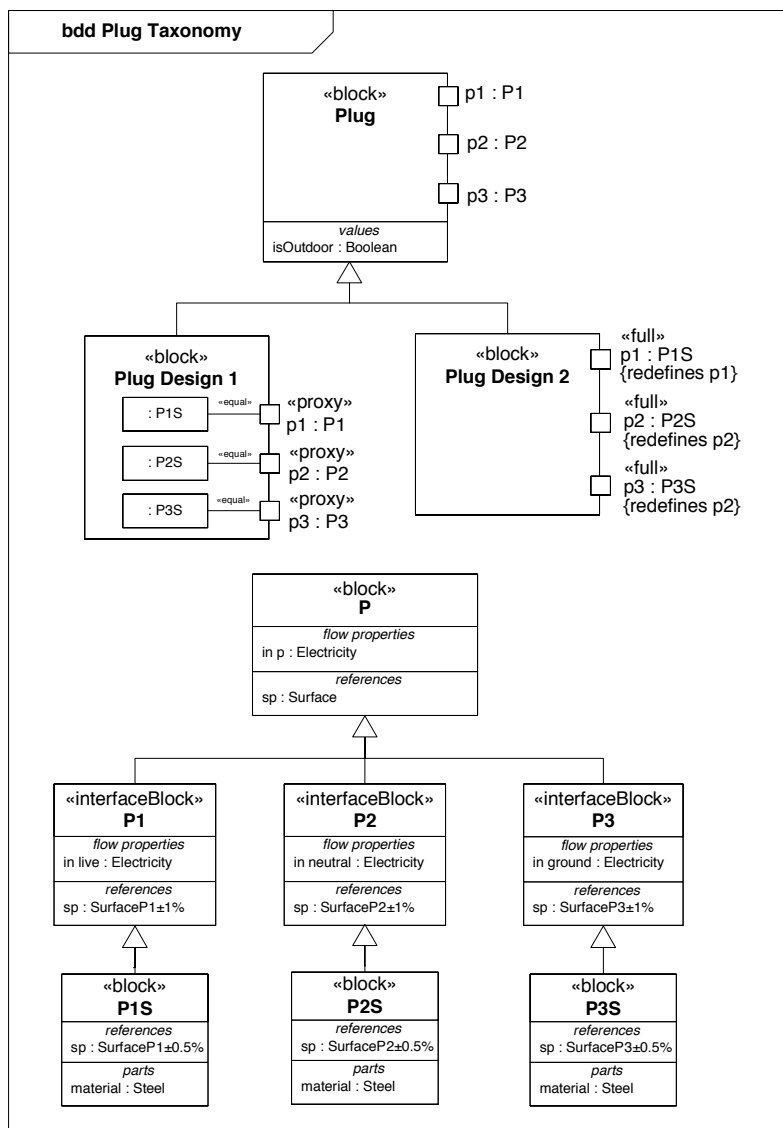 bdd Plug Taxonomy
«block»
Plug
p1 : P1
p2 : P2
p3 : P3
values
isOutdoor : Boolean
«block»
Plug Design 1
: P1S
«equal»
«proxy»
p1 : P1
: P2S
«equal»
«proxy»
p2 : P2
: P3S
«equal»
«proxy»
p3 : P3
«block»
Plug Design 2
«full»
p1 : P1S
{redefines p1}
«full»
p2 : P2S
{redefines p2}
«full»
p3 : P3S
{redefines p2}
«block»
P
flow properties
in p : Electricity
references
sp : Surface
«interfaceBlock»
P1
flow properties
in live : Electricity
references
sp : SurfaceP1±1%
«interfaceBlock»
P2
flow properties
in neutral : Electricity
references
sp : SurfaceP2±1%
«interfaceBlock»
P3
flow properties
in ground : Electricity
references
sp : SurfaceP3±1%
«block»
P1S
references
sp : SurfaceP1±0.5%
parts
material : Steel
«block»
P2S
references
sp : SurfaceP2±0.5%
parts
material : Steel
«block»
P3S
references
sp : SurfaceP3±0.5%
parts
material : Steel